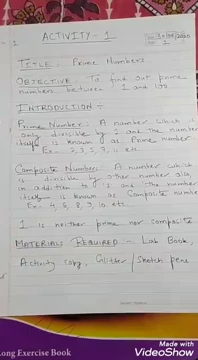 ACTIVITY - 1
1
TITLE :- Prime Numbers
OBJECTIVE :- To find out prime
numbers between 1 and 100
INTRODUCTION :-
Prime Number : A number which is
only divisible by 1 and the number
itself is known as Prime number
Ex - 2, 3, 5, 7, 11 etc
Composite Number : A number which
is divisible by other number also
in addition to 1 and the number
itself is known as Composite number
Ex : 4, 6, 8, 9, 10 etc.
1 is neither prime nor composite
MATERIALS REQUIRED - Lab Book,
Activity copy, Glitter / Sketch pens
Long Exercise Book
Made with
VideoShow